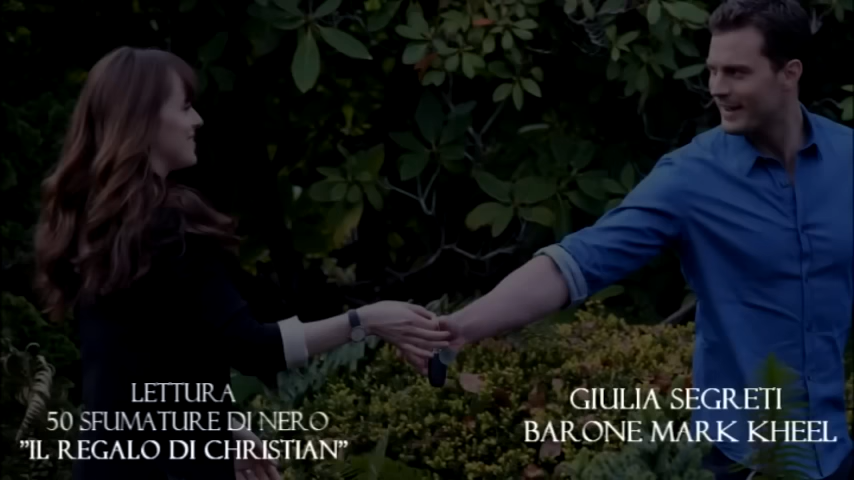 LETTURA
50 SFUMATURE DI NERO
"IL REGALO DI CHRISTIAN"
GIULIA SEGRETI
BARONE MARK KHEEL